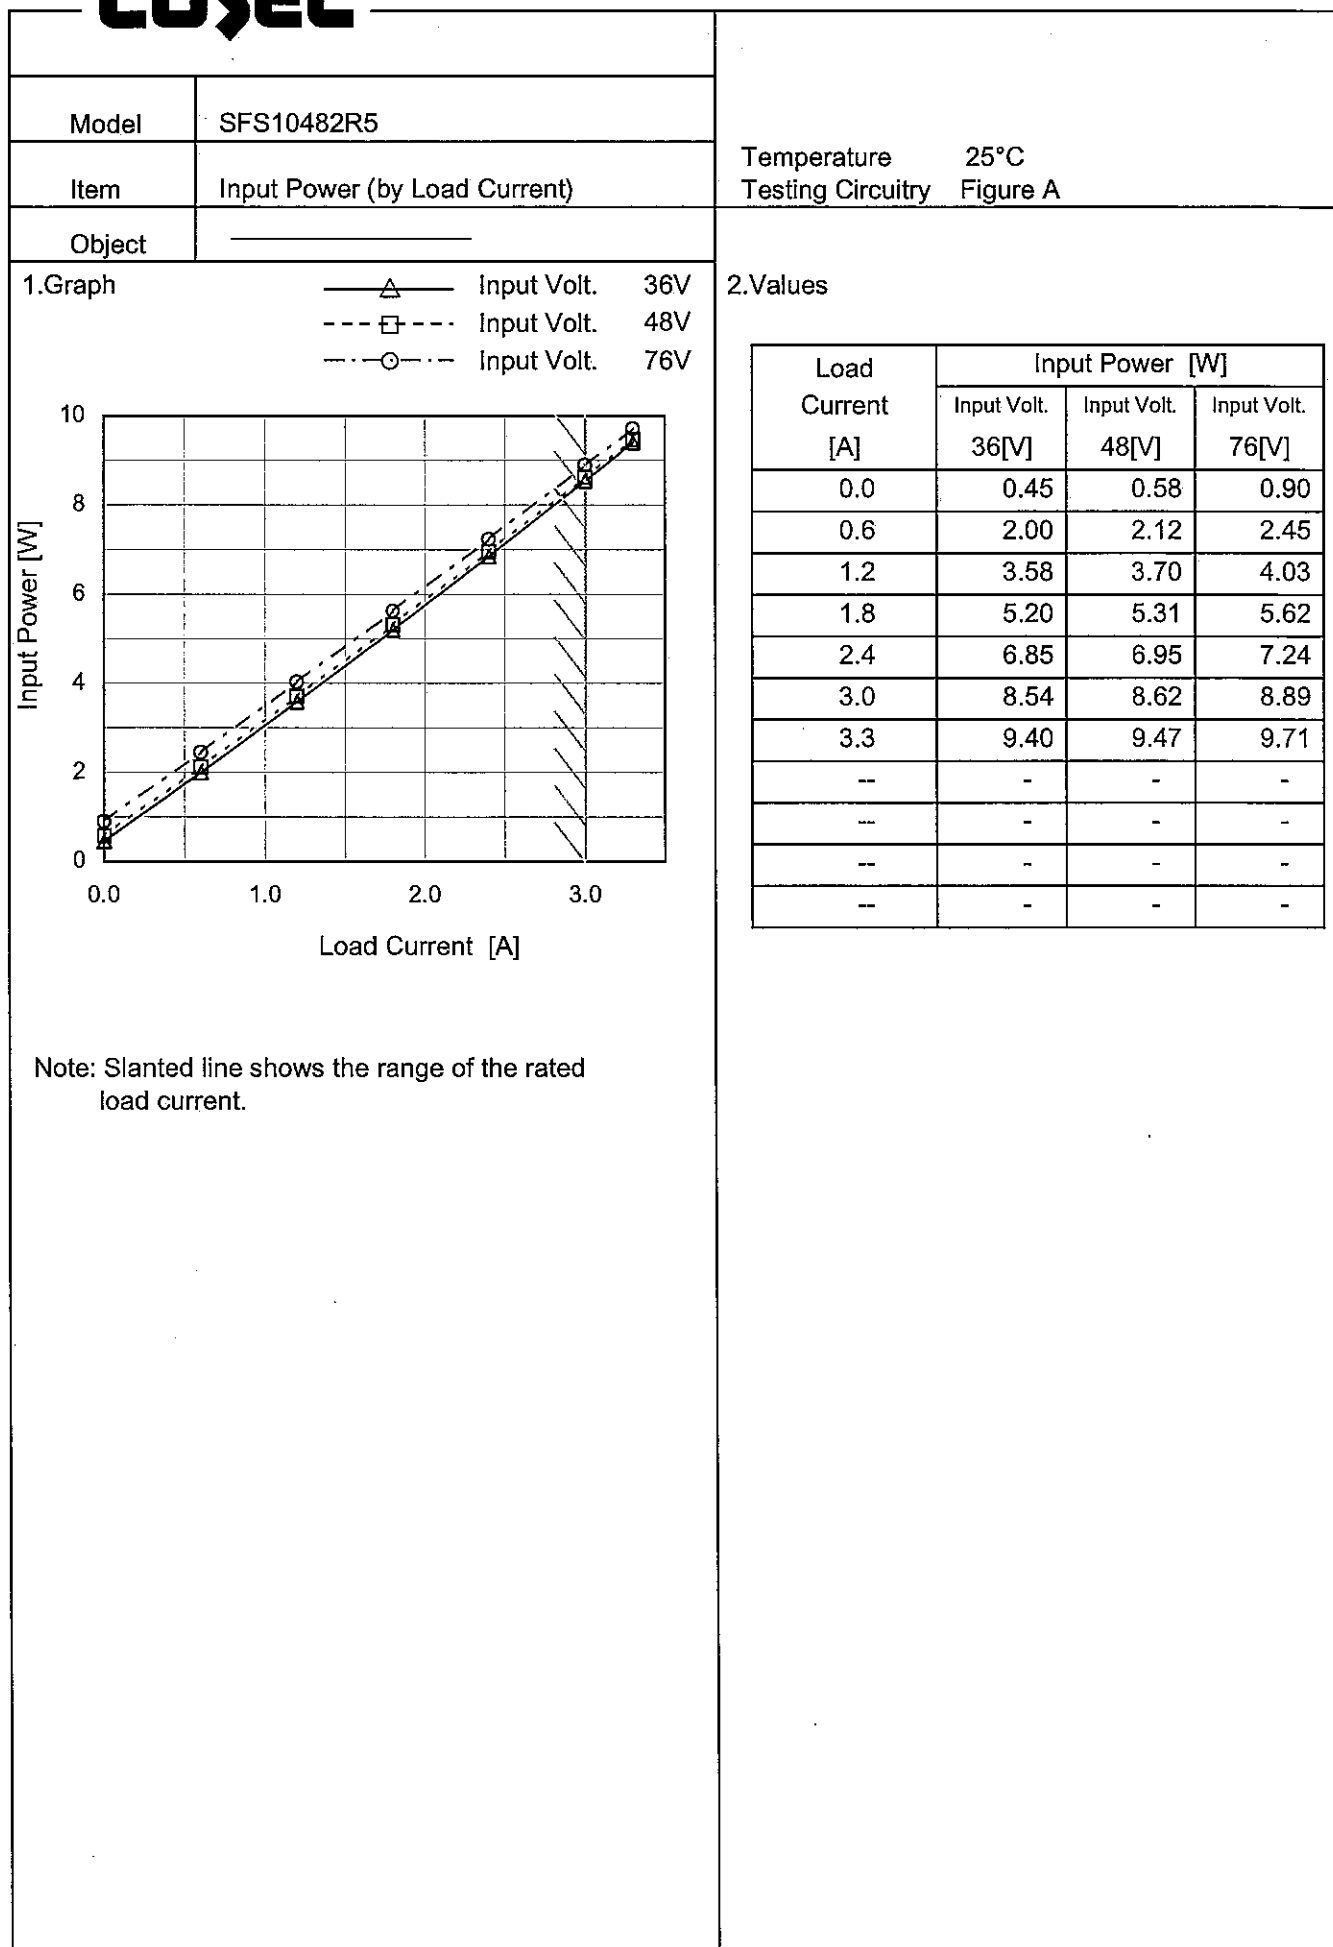 COSEL
Model SFS10482R5
Item Input Power (by Load Current)
Object
Temperature 25°C
Testing Circuitry Figure A
1.Graph
Input Volt. 36V
Input Volt. 48V
Input Volt. 76V
Input Power [W]
10
8
6
4
2
0
0.0 1.0 2.0 3.0
Load Current [A]
Note: Slanted line shows the range of the rated
load current.
2.Values
Load Input Power [W]
Current Input Volt. Input Volt. Input Volt.
[A] 36[V] 48[V] 76[V]
0.0 0.45 0.58 0.90
0.6 2.00 2.12 2.45
1.2 3.58 3.70 4.03
1.8 5.20 5.31 5.62
2.4 6.85 6.95 7.24
3.0 8.54 8.62 8.89
3.3 9.40 9.47 9.71
-- - - -
-- - - -
-- - - -
-- - - -